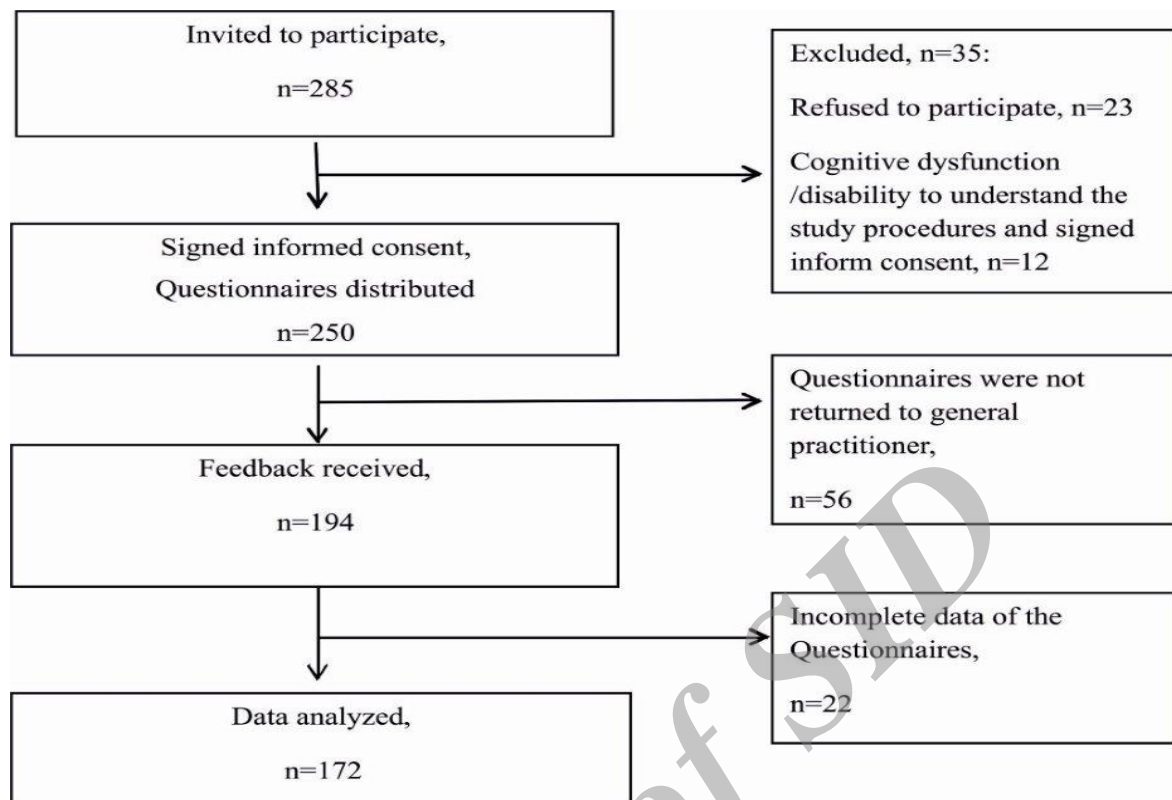 Invited to participate,
n=285
Excluded, n=35:
Refused to participate, n=23
Cognitive dysfunction
/disability to understand the
study procedures and signed
inform consent, n=12
Signed informed consent,
Questionnaires distributed
n=250
Questionnaires were not
returned to general
practitioner,
n=56
Feedback received,
n=194
Incomplete data of the
Questionnaires,
n=22
Data analyzed,
n=172
of SID